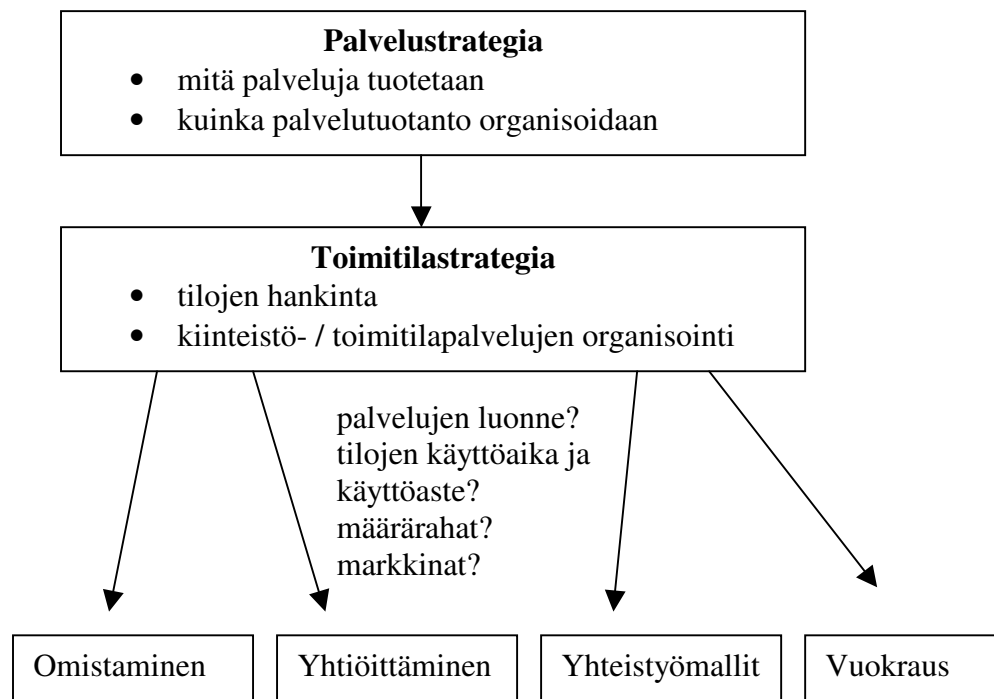 Palvelustrategia
• mitä palveluja tuotetaan
• kuinka palvelutuotanto organisoidaan
Toimitilastrategia
• tilojen hankinta
• kiinteistö- / toimitilapalvelujen organisointi
palvelujen luonne?
tilojen käyttöaika ja
käyttöaste?
määrärahat?
markkinat?
Omistaminen
Yhtiöittäminen
Yhteistyömallit
Vuokraus